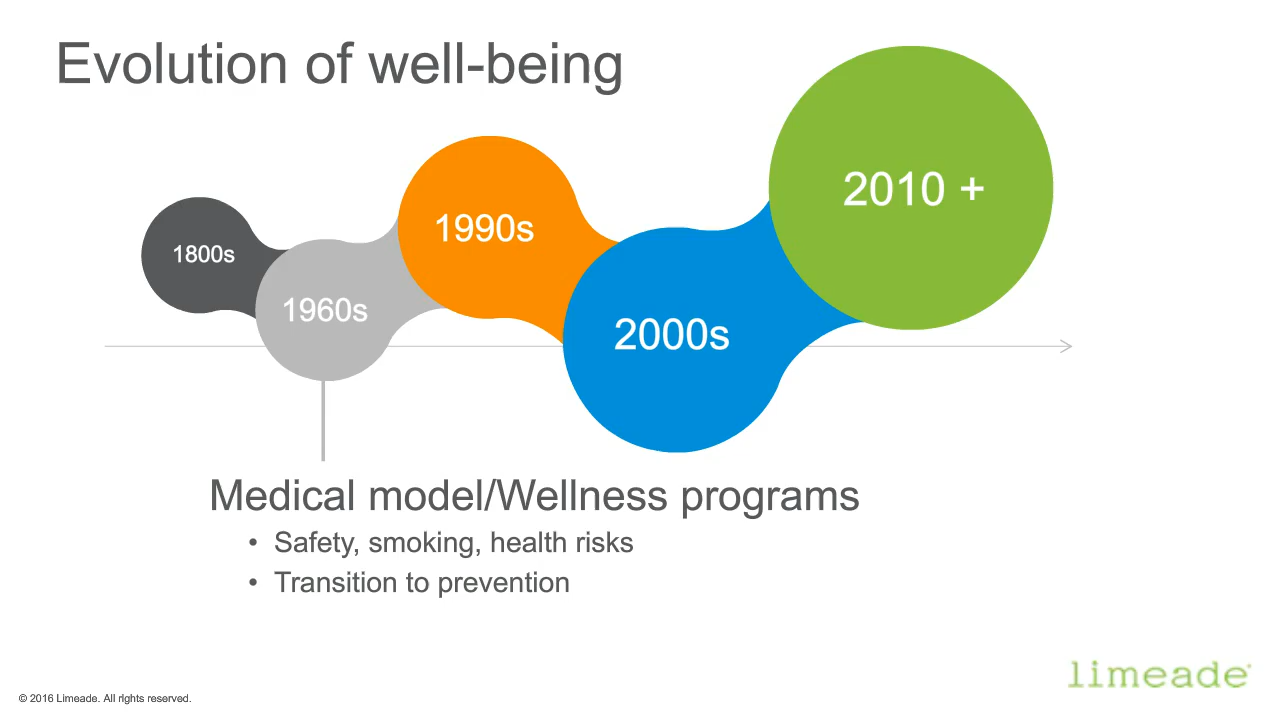 Evolution of well-being
1800s
1960s
1990s
2000s
2010 +
Medical model/Wellness programs
• Safety, smoking, health risks
• Transition to prevention
© 2016 Limeade. All rights reserved.
limeade